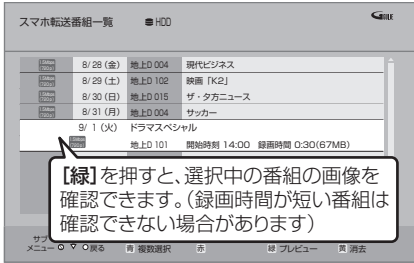 スマホ転送番組一覧 HDD
8/28(金) 地上D 004 現代ビジネス
8/29(土) 地上D 102 映画「K2」
8/30(日) 地上D 015 ザ・夕方ニュース
8/31(月) 地上D 004 サッカー
9/ 1(火) ドラマスペシャル
地上D 101 開始時刻 14:00 録画時間 0:30(67MB)
[緑]を押すと、選択中の番組の画像を
確認できます。(録画時間が短い番組は
確認できない場合があります)
サブ
メニュー 戻る 青 複数選択 赤 緑 プレビュー 黄 消去